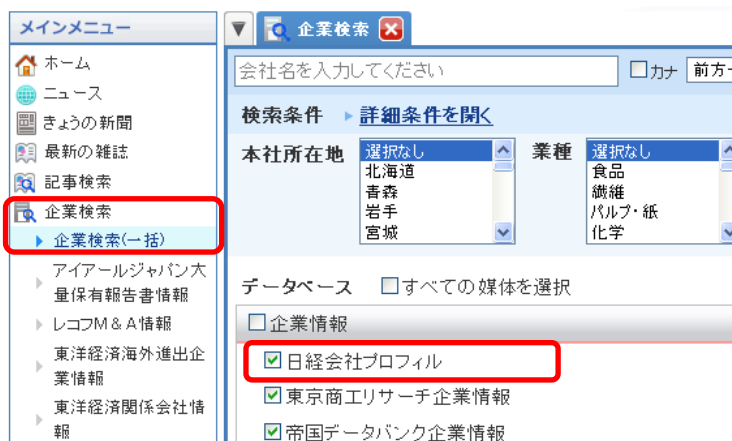 メインメニュー
ホーム
ニュース
きょうの新聞
最新の雑誌
記事検索
企業検索
企業検索(一括)
アイアールジャパン大
量保有報告書情報
レコフM&A情報
東洋経済海外進出企
業情報
東洋経済関係会社情
報
企業検索
会社名を入力してください
カナ 前方一
検索条件 詳細条件を開く
本社所在地
選択なし
北海道
青森
岩手
宮城
業種
選択なし
食品
繊維
パルプ・紙
化学
データベース すべての媒体を選択
企業情報
日経会社プロフィル
東京商工リサーチ企業情報
帝国データバンク企業情報